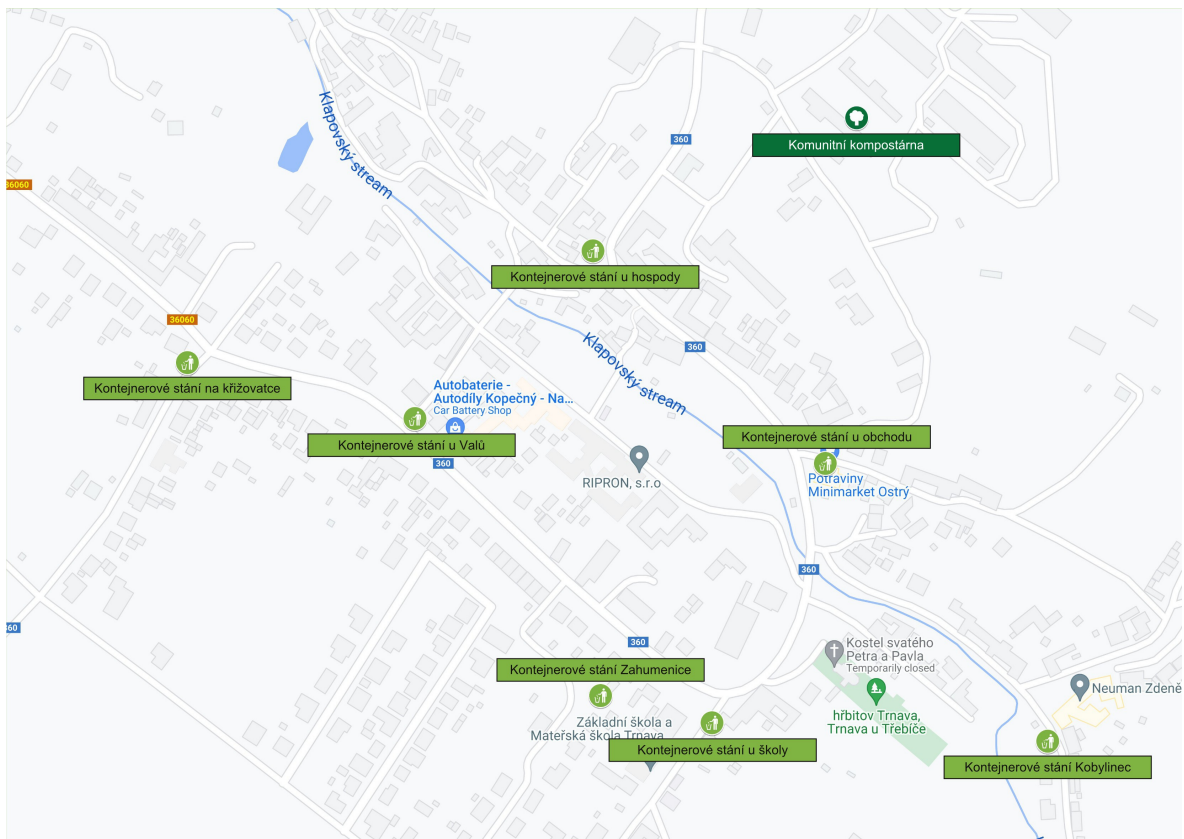 Klapovský stream
360
Komunitní kompostárna
36060
Kontejnerové stání u hospody
36060
Klapovský stream
360
Kontejnerové stání na křižovatce
Autobaterie -
Autodíly Kopečný - Na...
Car Battery Shop
Kontejnerové stání u Valů
360
Kontejnerové stání u obchodu
RIPRON, s.r.o
Potraviny
Minimarket Ostrý
360
60
360
Kostel svatého
Petra a Pavla
Temporarily closed
Kontejnerové stání Zahumenice
Neuman Zdeně
hřbitov Trnava,
Trnava u Třebíče
Základní škola a
Mateřská škola Trnava
Kontejnerové stání u školy
Kontejnerové stání Kobylinec